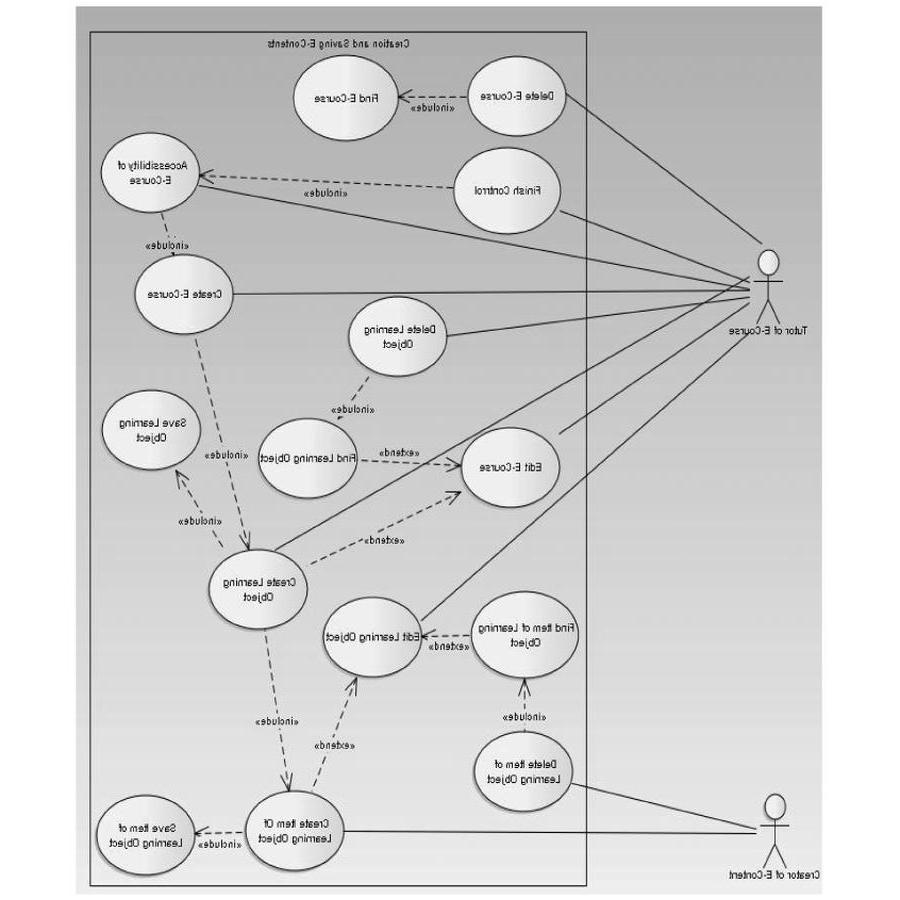 Creation and Saving E-Contents
Delete E-Course
«include»
Find E-Course
Finish Contrrol
«include»
Accessibility of
E-Course
«include»
Create E-Course
Tutor of E-Course
Delete Learning
Object
«include»
Save Learning
Object
Find Learning Object
«extend»
Edit E-Course
«include»
«include»
«extend»
Create Learning
Object
Edit Learning Object
«extend»
Find Item of Learning
Object
«include»
«include»
«extend»
Delete Item of
Learning Object
Create Item Of
Learning Object
«include»
Save Item of
Learning Object
Creator of E-Content